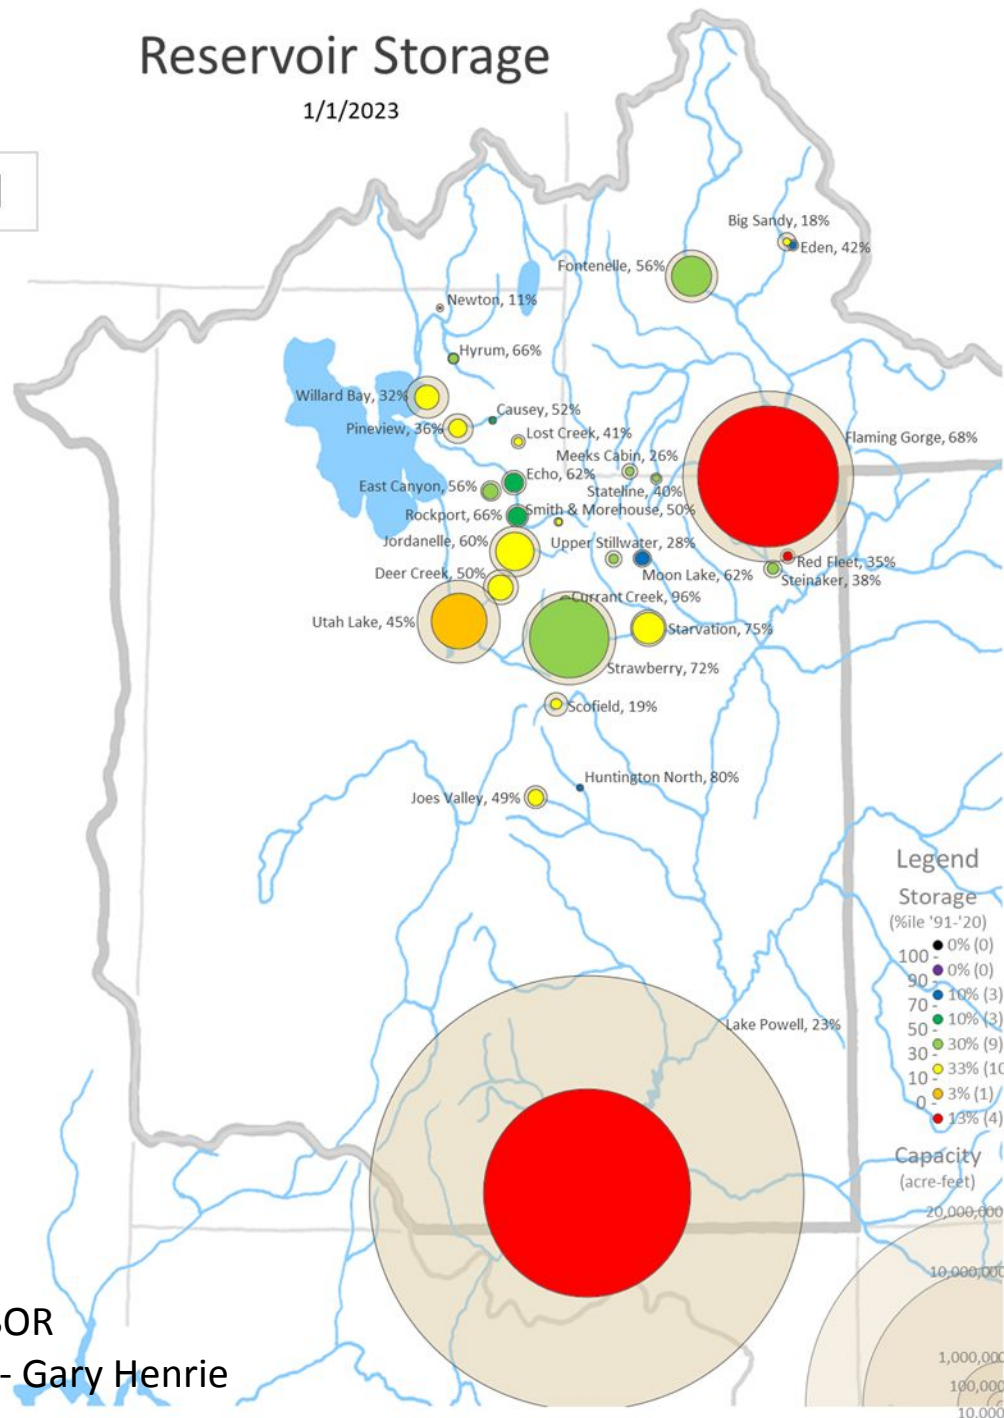 Reservoir Storage
1/1/2023
Big Sandy, 18%
Eden, 42%
Fontenelle, 56%
Newton, 11%
Hyrum, 66%
Willard Bay, 32%
Causey, 52%
Pineview, 36%
Lost Creek, 41%
Flaming Gorge, 68%
Meeks Cabin, 26%
Echo, 62%
East Canyon, 56%
Stateline, 40%
Smith & Morehouse, 50%
Rockport, 66%
Jordanelle, 60%
Upper Stillwater, 28%
Red Fleet, 35%
Deer Creek, 50%
Moon Lake, 62%
Steinaker, 38%
Currant Creek, 96%
Utah Lake, 45%
Starvation, 75%
Strawberry, 72%
Scofield, 19%
Huntington North, 80%
Joes Valley, 49%
Lake Powell, 23%
Legend
Storage
(%ile '91-'20)
0% (0)
100 -
0% (0)
90 -
10% (3)
70 -
10% (3)
50 -
30% (9)
30 -
33% (10
10 -
3% (1)
0 -
13% (4)
Capacity
(acre-feet)
20,000,000
10,000,000
1,000,000
100,000
10,000
BOR
- Gary Henrie